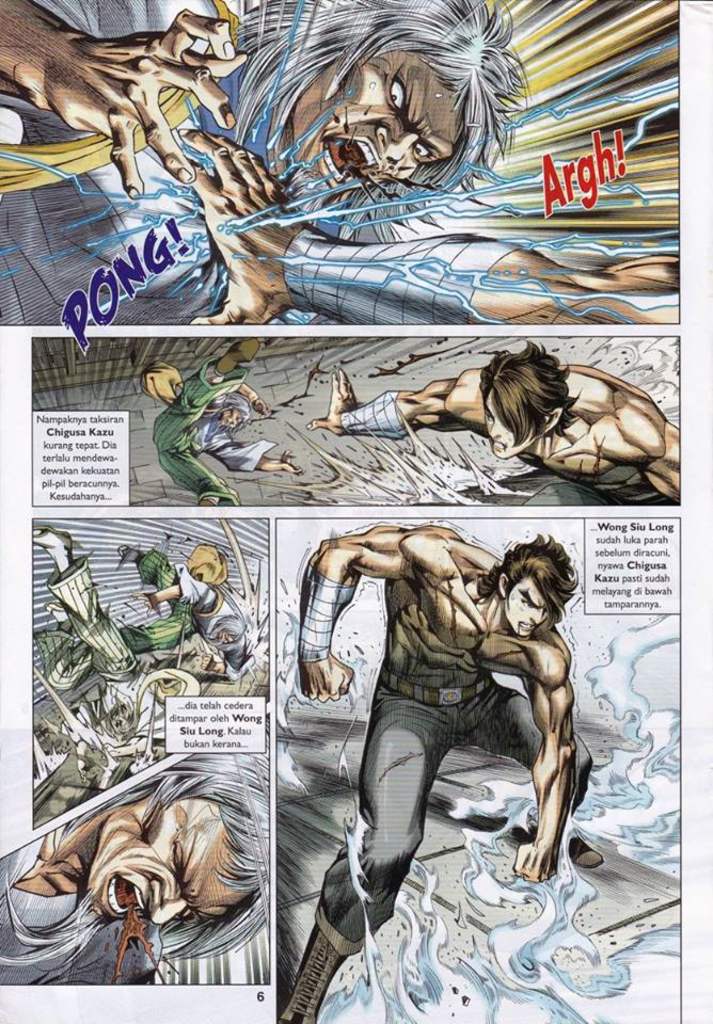 Argh!
PONG!
Nampaknya taksiran
Chigusa Kazu
kurang tepat. Dia
terlalu mendewa-
dewakan kekuatan
pil-pil beracunnya.
Kesudahannya...
...dia telah cedera
ditampar oleh Wong
Siu Long. Kalau
bukan kerana...
...Wong Siu Long
sudah luka parah
sebelum diracuni,
nyawa Chigusa
Kazu pasti sudah
melayang di bawah
tamparannya.
6